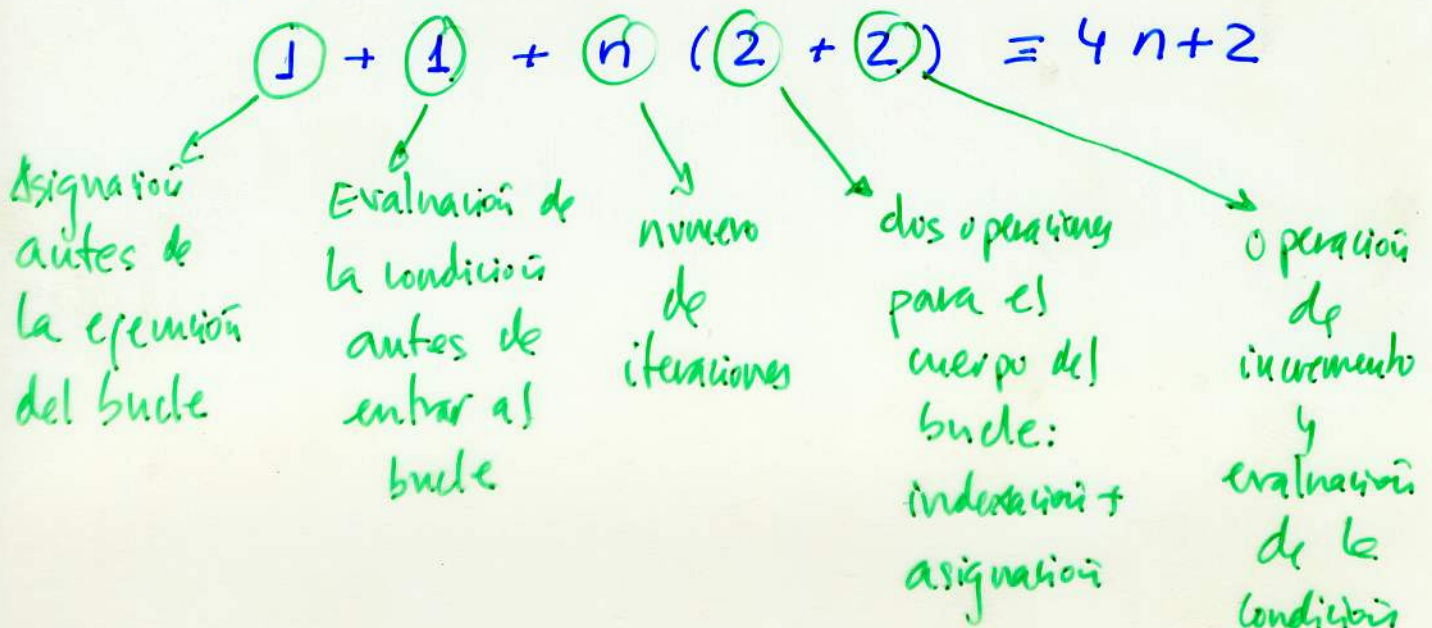 1 + 1 + n (2 + 2) = 4n+2
Asignación
antes de
la ejecución
del bucle
Evaluación de
la condición
antes de
entrar al
bucle
numero
de
iteraciones
dos operaciones
para el
cuerpo del
bucle:
indexación +
asignación
operación
de
incremento
y
evaluación
de la
condición